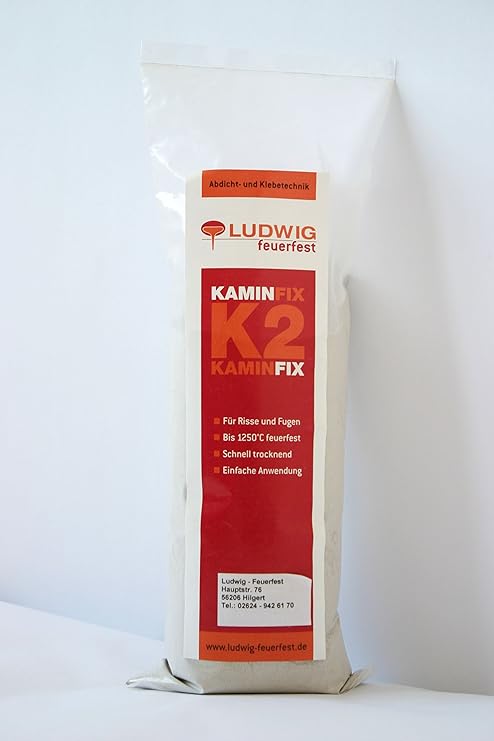 Abdicht- und Klebetechnik
LUDWIG
feuerfest
KAMINFIX
K2
KAMINFIX
Für Risse und Fugen
Bis 1250°C feuerfest
Schnell trocknend
Einfache Anwendung
Ludwig - Feuerfest
Hauptstr. 76
56206 Hilgert
Tel.: 02624 - 942 61 70
www.ludwig-feuerfest.de